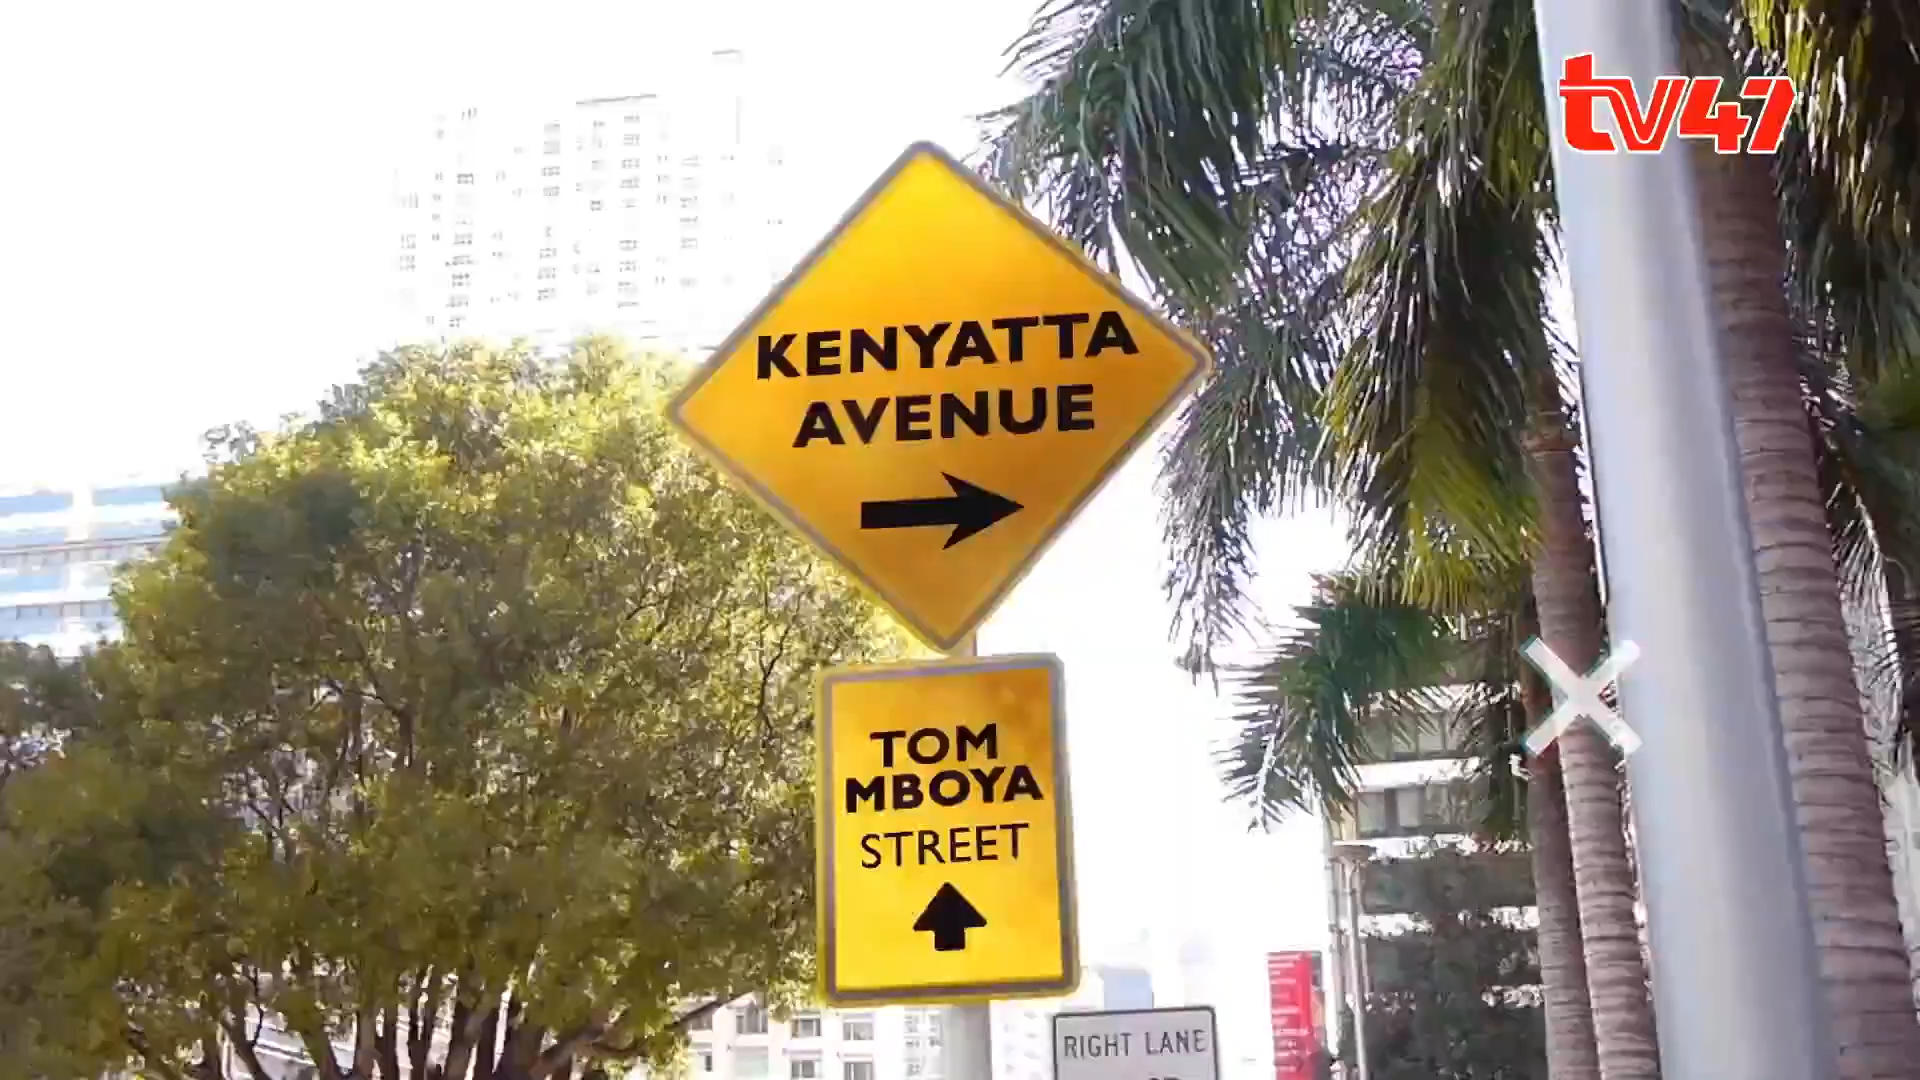 tv47
KENYATTA
AVENUE
TOM
MBOYA
STREET
RIGHT LANE